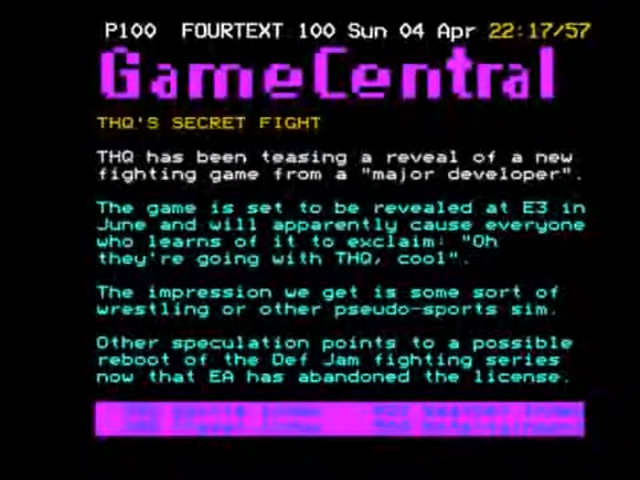 P100 FOURTEXT 100 Sun 04 Apr 22:17/57
GameCentral
THQ'S SECRET FIGHT
THQ has been teasing a reveal of a new
fighting game from a "major developer".
The game is set to be revealed at E3 in
June and will apparently cause everyone
who learns of it to exclaim: "Oh
they're going with THQ, cool".
The impression we get is some sort of
wrestling or other pseudo-sports sim.
Other speculation points to a possible
reboot of the Def Jam fighting series
now that EA has abandoned the license.